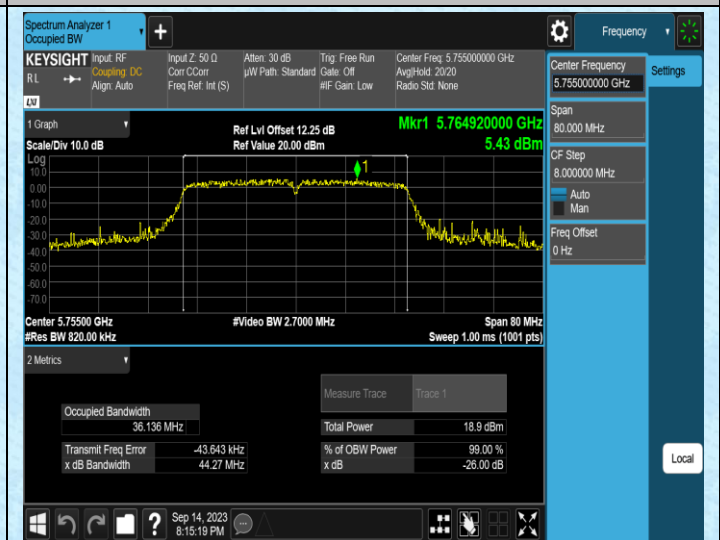 Spectrum Analyzer 1
Occupied BW
+
Frequency
KEYSIGHT
R L
LXI
Input: RF
Coupling: DC
Align: Auto
Input Z: 50 Ω
Corr CCorr
Freq Ref: Int (S)
Atten: 30 dB
µW Path: Standard
Trig: Free Run
Gate: Off
#IF Gain: Low
Center Freq: 5.755000000 GHz
Avg|Hold: 20/20
Radio Std: None
Center Frequency
5.755000000 GHz
Settings
Span
80.000 MHz
CF Step
8.000000 MHz
Auto
Man
Freq Offset
0 Hz
Local
1 Graph
Scale/Div 10.0 dB
Ref Lvl Offset 12.25 dB
Ref Value 20.00 dBm
Mkr1 5.764920000 GHz
5.43 dBm
Log
10.0
0.00
-10.0
-20.0
-30.0
-40.0
-50.0
-60.0
-70.0
1
Center 5.75500 GHz
#Res BW 820.00 kHz
#Video BW 2.7000 MHz
Span 80 MHz
Sweep 1.00 ms (1001 pts)
2 Metrics
Measure Trace
Trace 1
Occupied Bandwidth
36.136 MHz
Total Power
18.9 dBm
Transmit Freq Error
-43.643 kHz
% of OBW Power
99.00 %
x dB Bandwidth
44.27 MHz
x dB
-26.00 dB
?
Sep 14, 2023
8:15:19 PM